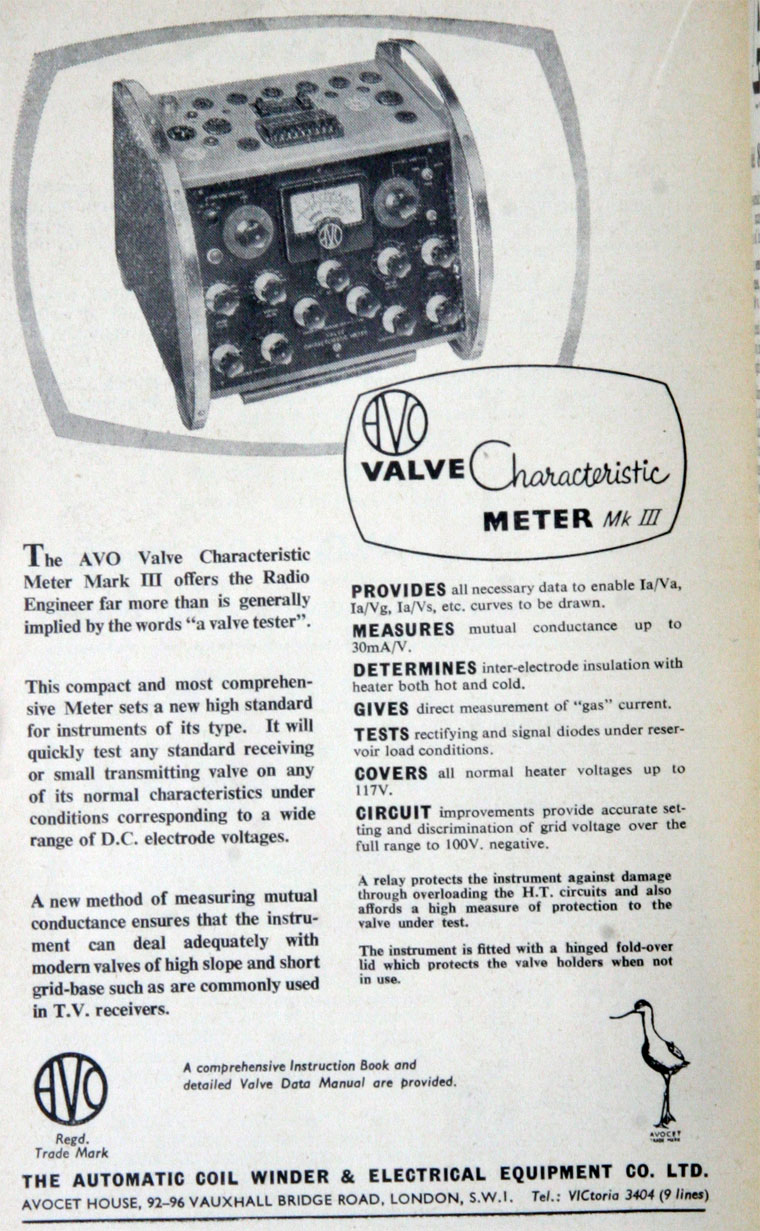 AVO
AVO
VALVE Characteristic
METER Mk III
The AVO Valve Characteristic
Meter Mark III offers the Radio
Engineer far more than is generally
implied by the words “a valve tester”.
This compact and most comprehen-
sive Meter sets a new high standard
for instruments of its type. It will
quickly test any standard receiving
or small transmitting valve on any
of its normal characteristics under
conditions corresponding to a wide
range of D.C. electrode voltages.
A new method of measuring mutual
conductance ensures that the instru-
ment can deal adequately with
modern valves of high slope and short
grid-base such as are commonly used
in T.V. receivers.
PROVIDES all necessary data to enable Ia/Va,
Ia/Vg, Ia/Vs, etc. curves to be drawn.
MEASURES mutual conductance up to
30mA/V.
DETERMINES inter-electrode insulation with
heater both hot and cold.
GIVES direct measurement of “gas” current.
TESTS rectifying and signal diodes under reser-
voir load conditions.
COVERS all normal heater voltages up to
117V.
CIRCUIT improvements provide accurate set-
ting and discrimination of grid voltage over the
full range to 100V. negative.
A relay protects the instrument against damage
through overloading the H.T. circuits and also
affords a high measure of protection to the
valve under test.
The instrument is fitted with a hinged fold-over
lid which protects the valve holders when not
in use.
AVO
Regd.
Trade Mark
A comprehensive Instruction Book and
detailed Valve Data Manual are provided.
AVOCET
TRADE MARK
THE AUTOMATIC COIL WINDER & ELECTRICAL EQUIPMENT CO. LTD.
AVOCET HOUSE, 92–96 VAUXHALL BRIDGE ROAD, LONDON, S.W.1. Tel.: VICtoria 3404 (9 lines)